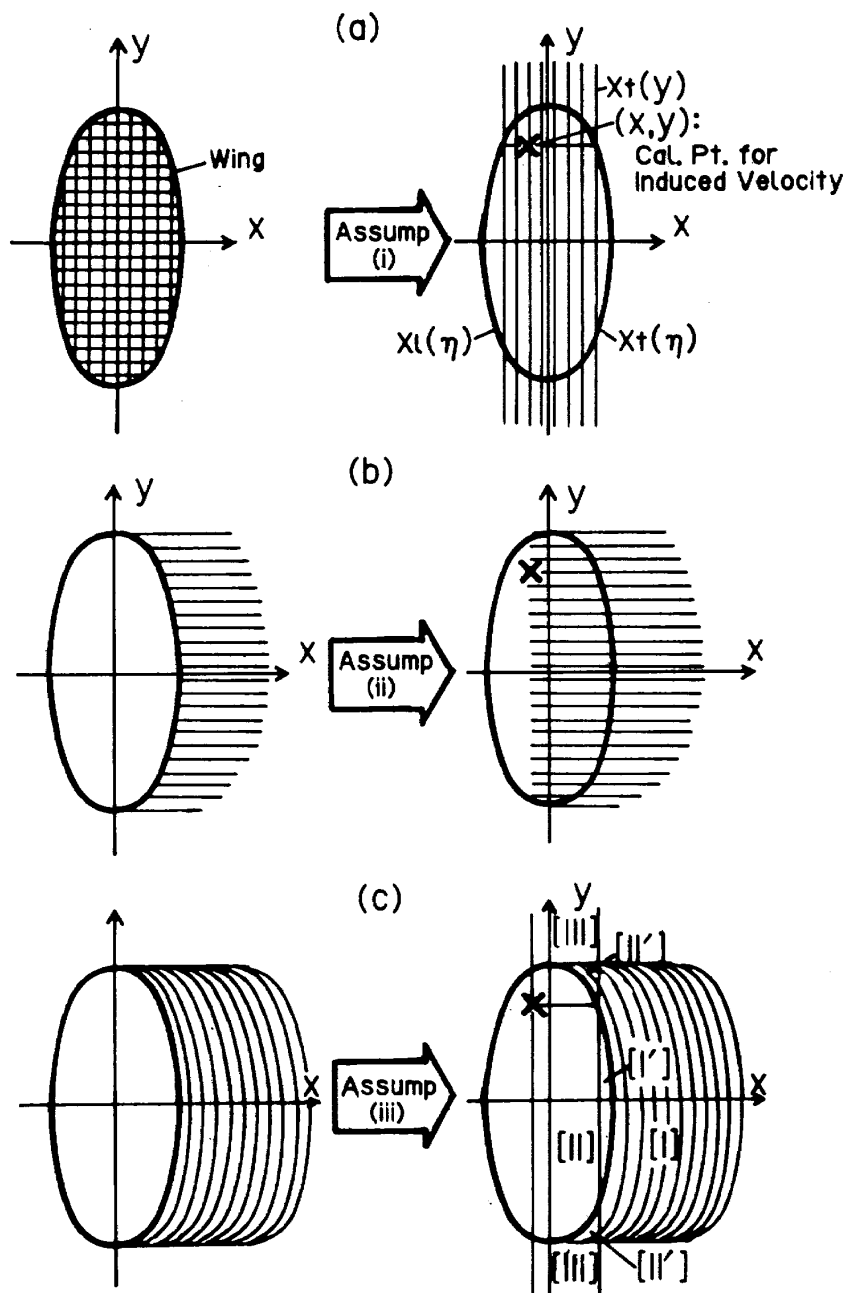 (a)
y
Wing
x
Assump
(i)
y
Xt(y)
(x,y):
Cal. Pt. for
Induced Velocity
x
Xl(η)
Xt(η)
(b)
y
x
Assump
(ii)
y
x
(c)
x
Assump
(iii)
y
[III]
[II′]
[I′]
x
[II]
[I]
[III]
[II′]